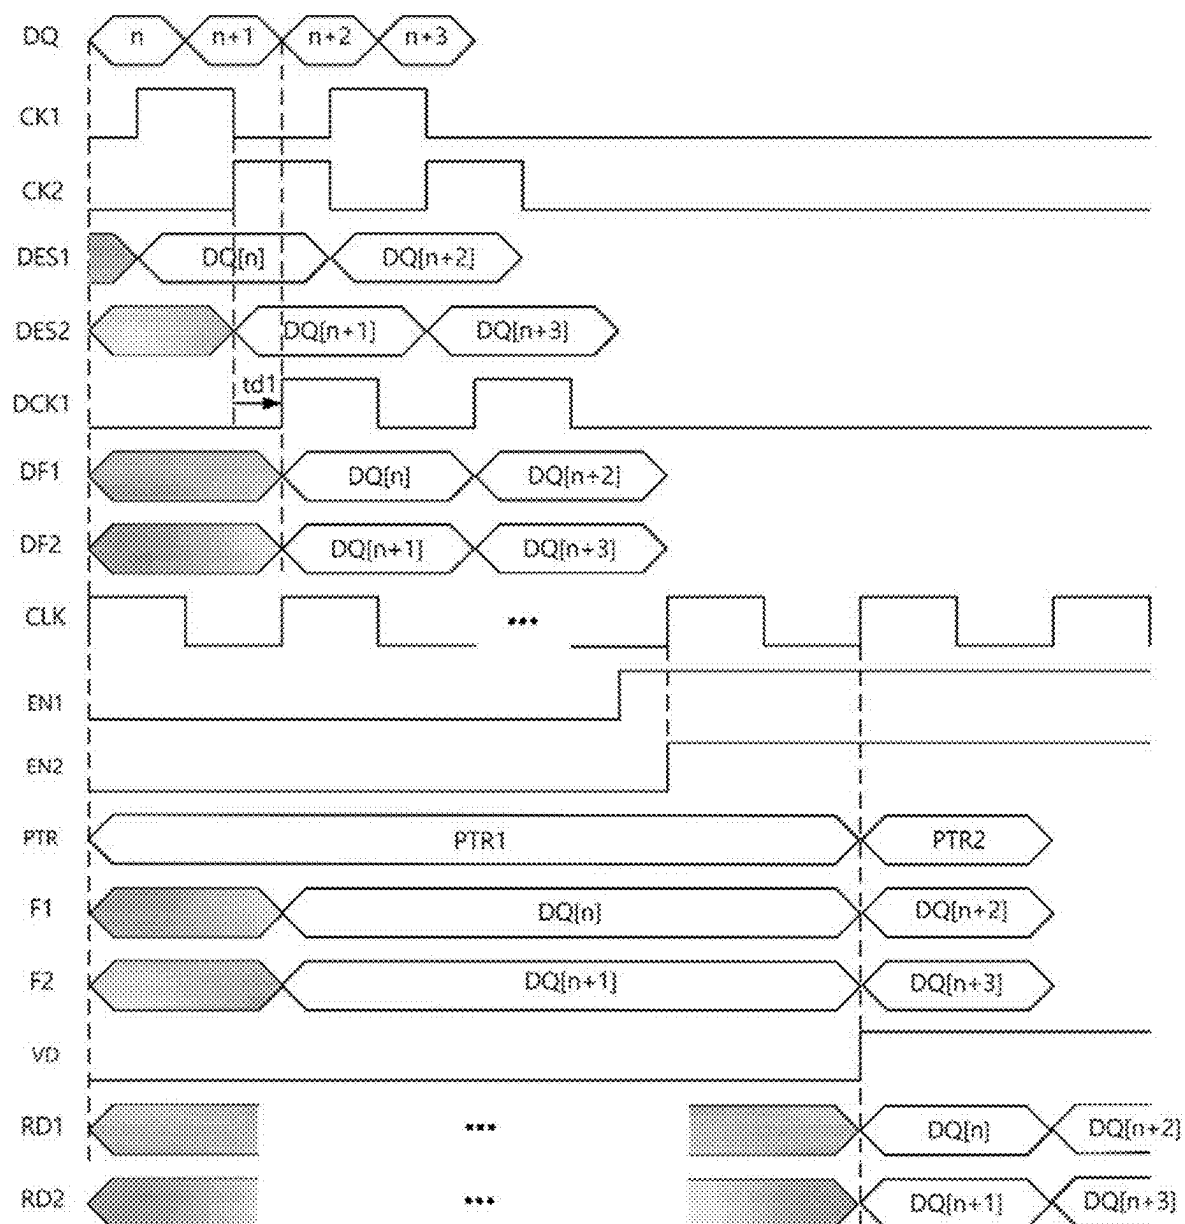 DQ n n+1 n+2 n+3
CK1
CK2
DES1 DQ[n] DQ[n+2]
DES2 DQ[n+1] DQ[n+3]
td1
DCK1
DF1 DQ[n] DQ[n+2]
DF2 DQ[n+1] DQ[n+3]
CLK •••
EN1
EN2
PTR PTR1 PTR2
F1 DQ[n] DQ[n+2]
F2 DQ[n+1] DQ[n+3]
VD
RD1 ••• DQ[n] DQ[n+2]
RD2 ••• DQ[n+1] DQ[n+3]